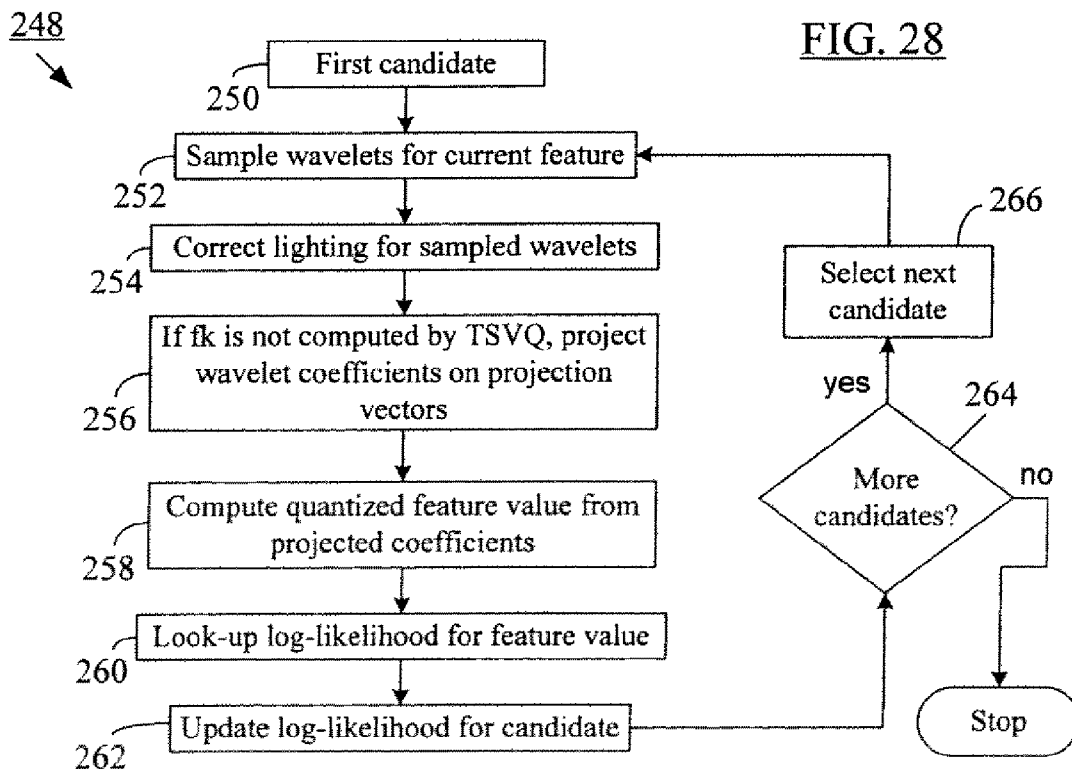 248
FIG. 28
First candidate
250
Sample wavelets for current feature
252
Correct lighting for sampled wavelets
254
If fk is not computed by TSVQ, project
wavelet coefficients on projection
vectors
256
Compute quantized feature value from
projected coefficients
258
Look-up log-likelihood for feature value
260
Update log-likelihood for candidate
262
More
candidates?
264
yes
no
Select next
candidate
266
Stop